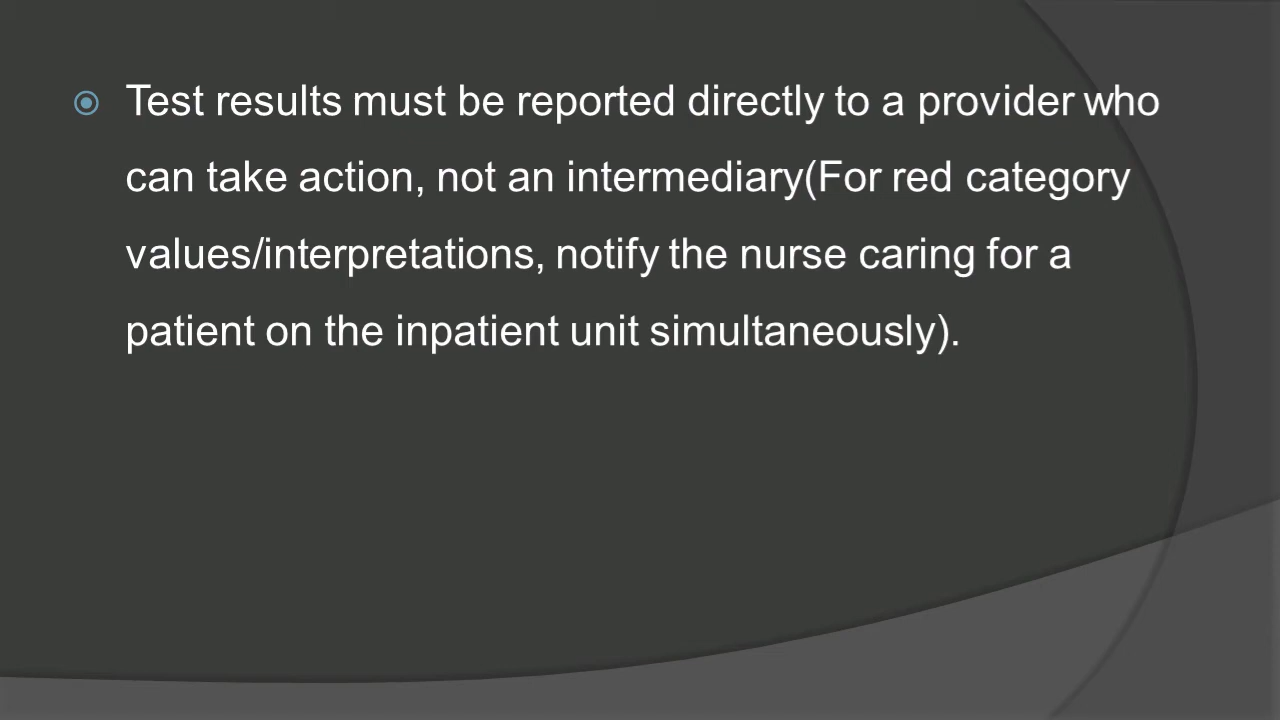 Test results must be reported directly to a provider who
can take action, not an intermediary(For red category
values/interpretations, notify the nurse caring for a
patient on the inpatient unit simultaneously).